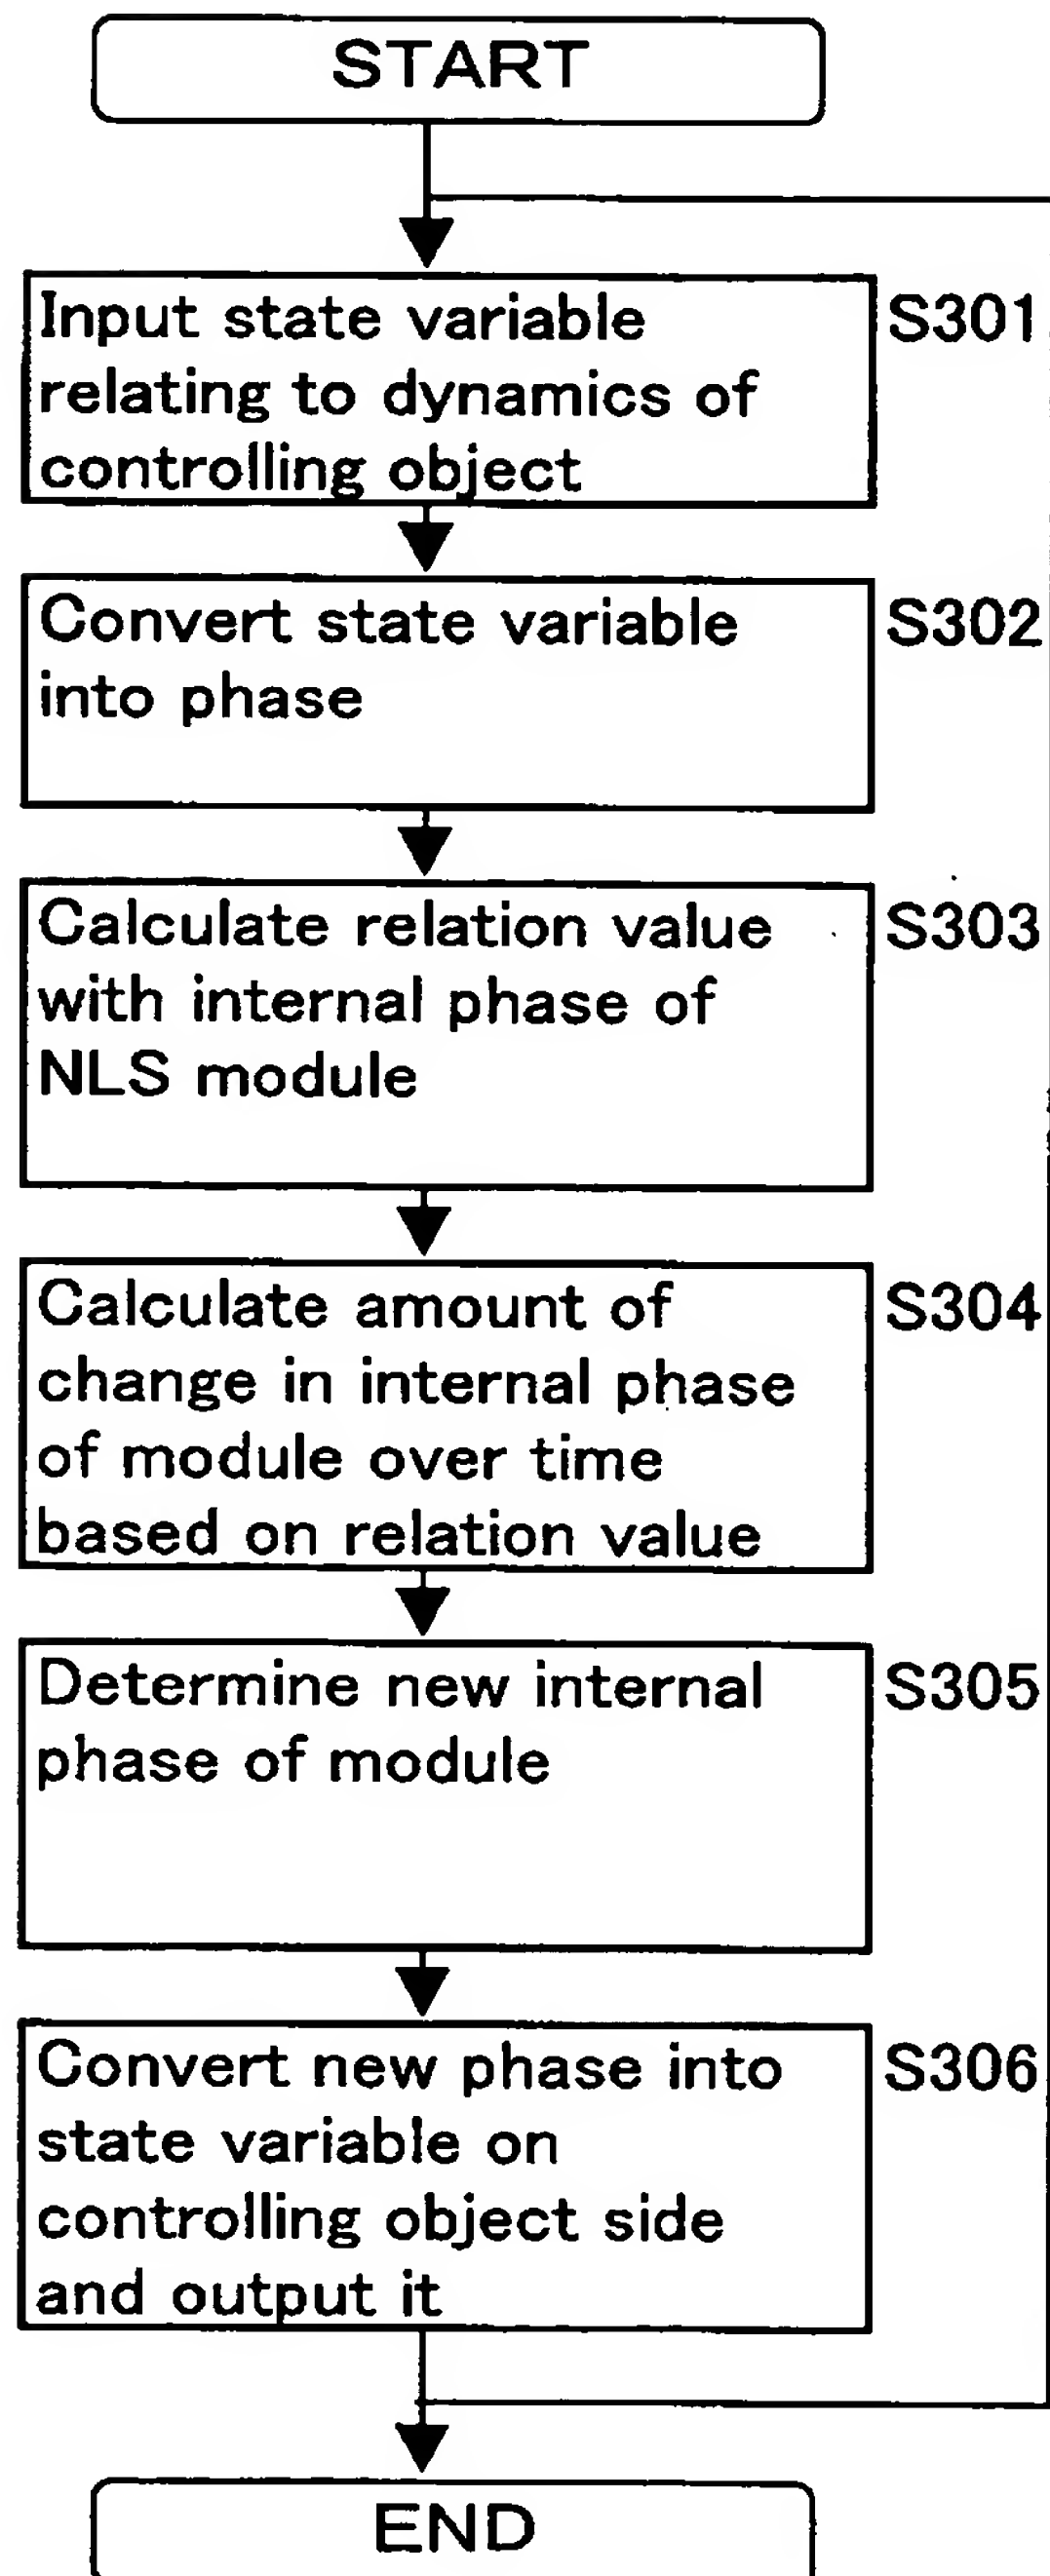 START
Input state variable
relating to dynamics of
controlling object
S301
Convert state variable
into phase
S302
Calculate relation value
with internal phase of
NLS module
S303
Calculate amount of
change in internal phase
of module over time
based on relation value
S304
Determine new internal
phase of module
S305
Convert new phase into
state variable on
controlling object side
and output it
S306
END